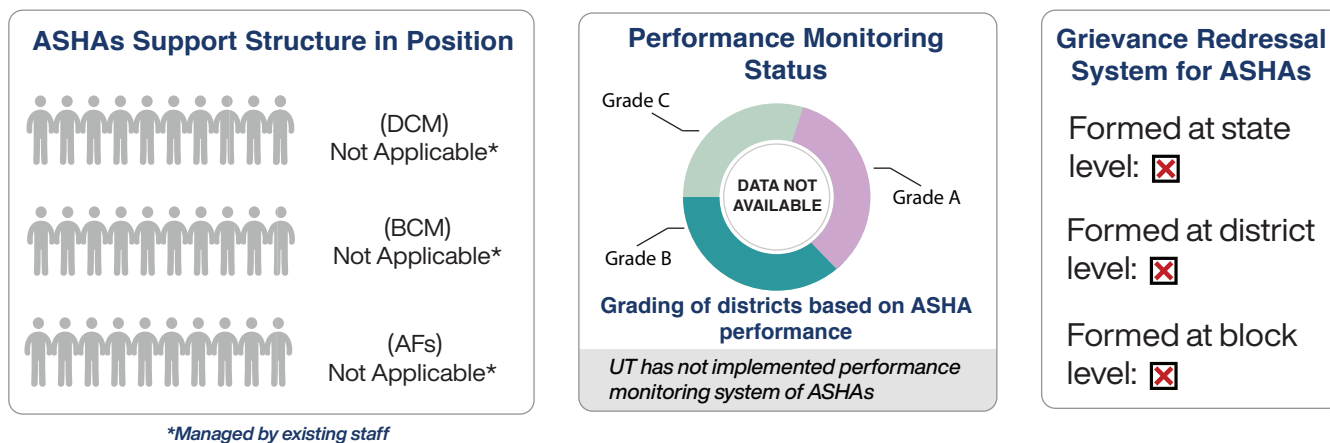 ASHAs Support Structure in Position
(DCM)
Not Applicable*
(BCM)
Not Applicable*
(AFs)
Not Applicable*
*Managed by existing staff
Performance Monitoring
Status
Grade C
DATA NOT
AVAILABLE
Grade A
Grade B
Grading of districts based on ASHA
performance
UT has not implemented performance
monitoring system of ASHAs
Grievance Redressal
System for ASHAs
Formed at state
level:
Formed at district
level:
Formed at block
level: